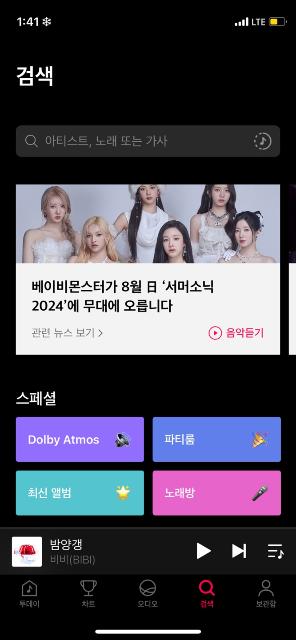 1:41
LTE
검색
아티스트, 노래 또는 가사
베이비몬스터가 8월 日 ‘서머소닉
2024’에 무대에 오릅니다
관련 뉴스 보기 >
음악듣기
스페셜
Dolby Atmos
파티룸
최신 앨범
노래방
밤양갱
비비(BIBI)
투데이
차트
오디오
검색
보관함